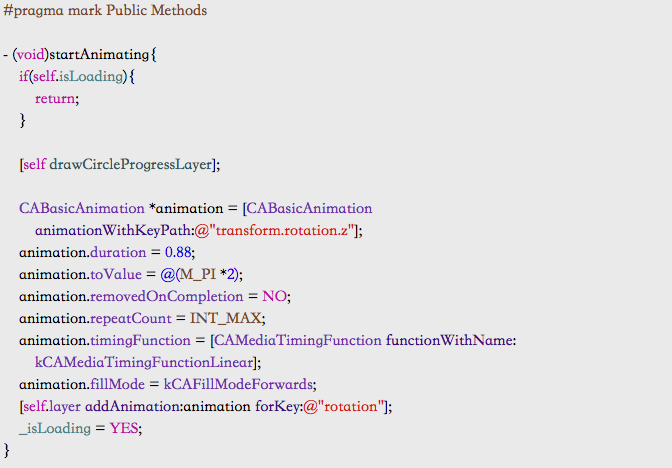 #pragma mark Public Methods
- (void)startAnimating{
if(self.isLoading){
return;
}
[self drawCircleProgressLayer];
CABasicAnimation *animation = [CABasicAnimation
animationWithKeyPath:@"transform.rotation.z"];
animation.duration = 0.88;
animation.toValue = @(M_PI *2);
animation.removedOnCompletion = NO;
animation.repeatCount = INT_MAX;
animation.timingFunction = [CAMediaTimingFunction functionWithName:
kCAMediaTimingFunctionLinear];
animation.fillMode = kCAFillModeForwards;
[self.layer addAnimation:animation forKey:@"rotation"];
_isLoading = YES;
}